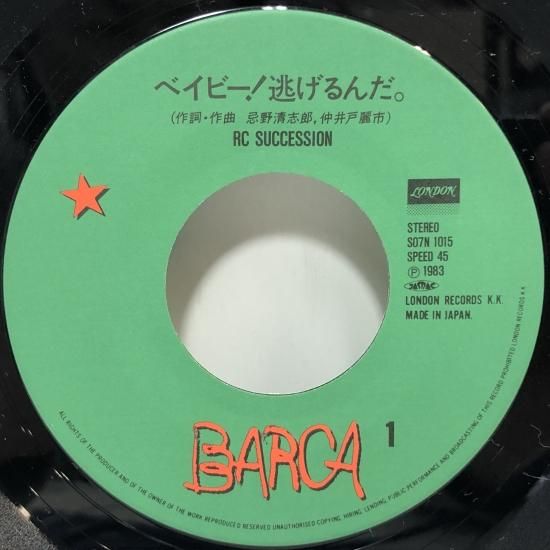 ベイビー!逃げるんだ。
(作詞・作曲 忌野清志郎,仲井戸麗市)
RC SUCCESSION
LONDON
STEREO
S07N 1015
SPEED 45
Ⓟ 1983
LONDON RECORDS K.K.
MADE IN JAPAN.
BARCA 1
ALL RIGHTS OF THE PRODUCER AND OF THE OWNER OF THE WORK REPRODUCED RESERVED UNAUTHORISED COPYING, HIRING, LENDING, PUBLIC PERFORMANCE AND BROADCASTING OF THIS RECORD PROHIBITED LONDON RECORDS K.K.